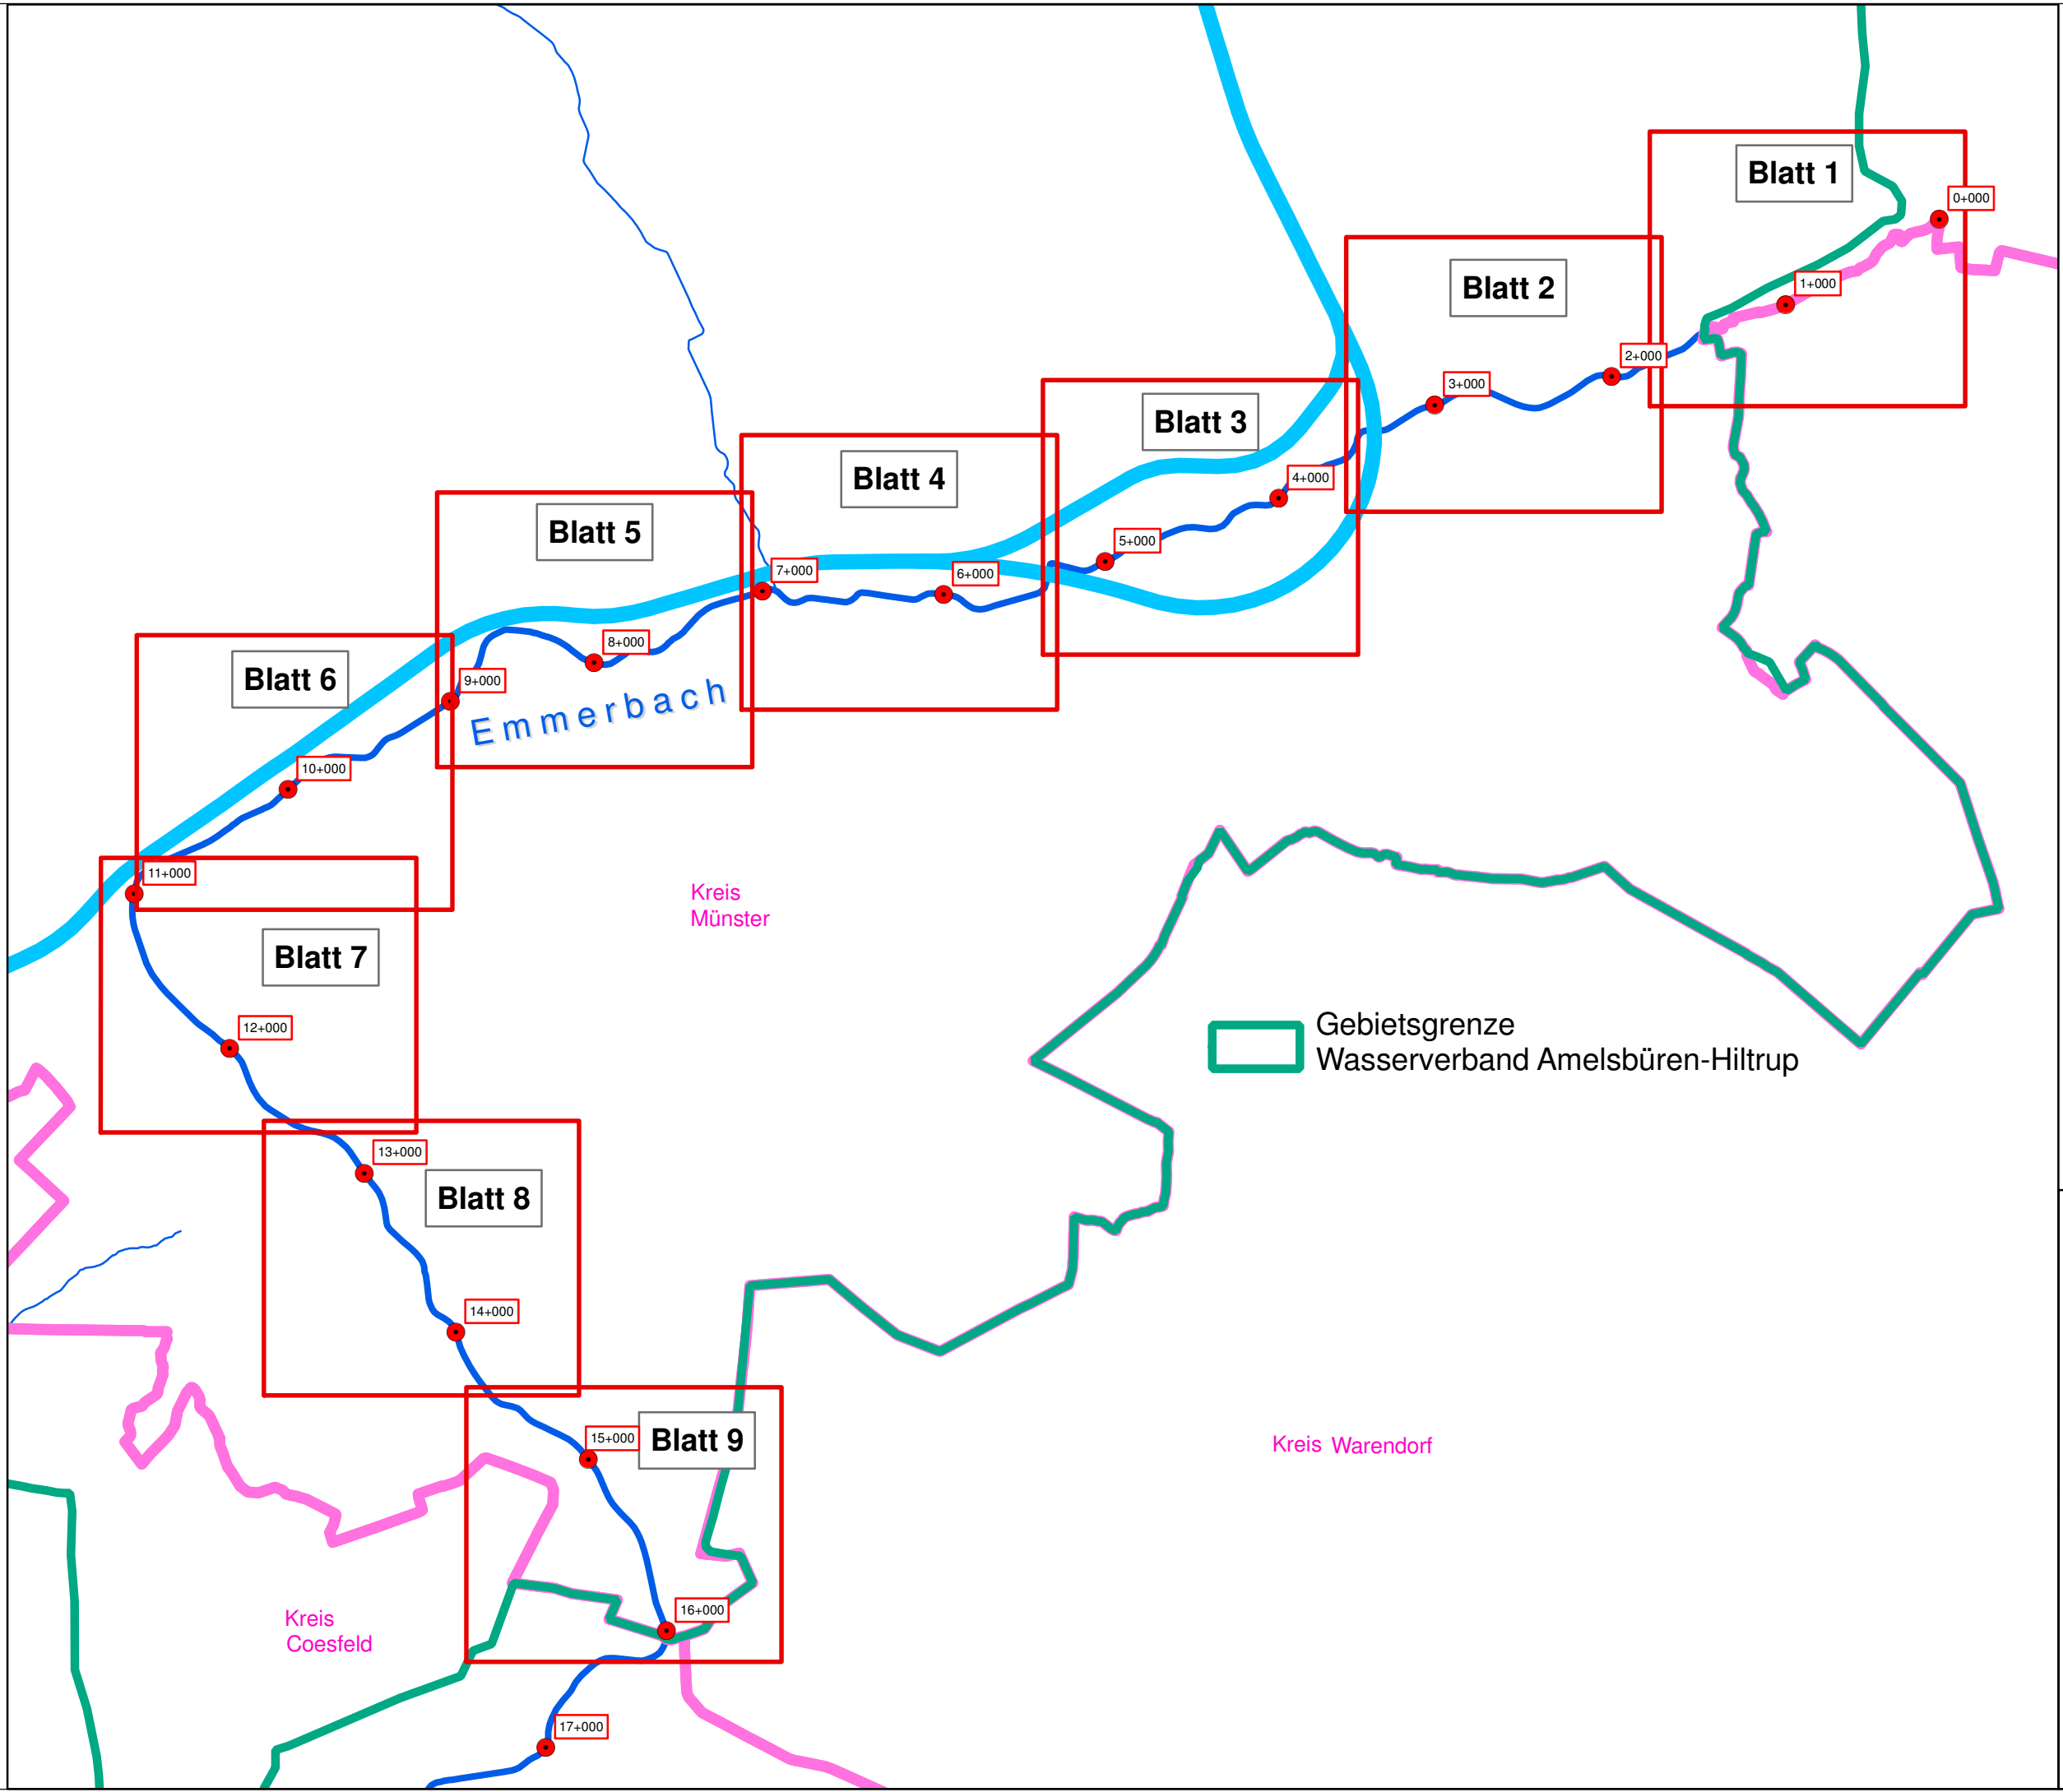 Blatt 1
0+000
1+000
Blatt 2
2+000
3+000
Blatt 3
4+000
5+000
Blatt 4
6+000
7+000
Blatt 5
8+000
9+000
Emmerbach
Blatt 6
10+000
11+000
Kreis
Münster
Blatt 7
12+000
Gebietsgrenze
Wasserverband Amelsbüren-Hiltrup
13+000
Blatt 8
14+000
15+000
Blatt 9
Kreis Warendorf
16+000
Kreis
Coesfeld
17+000